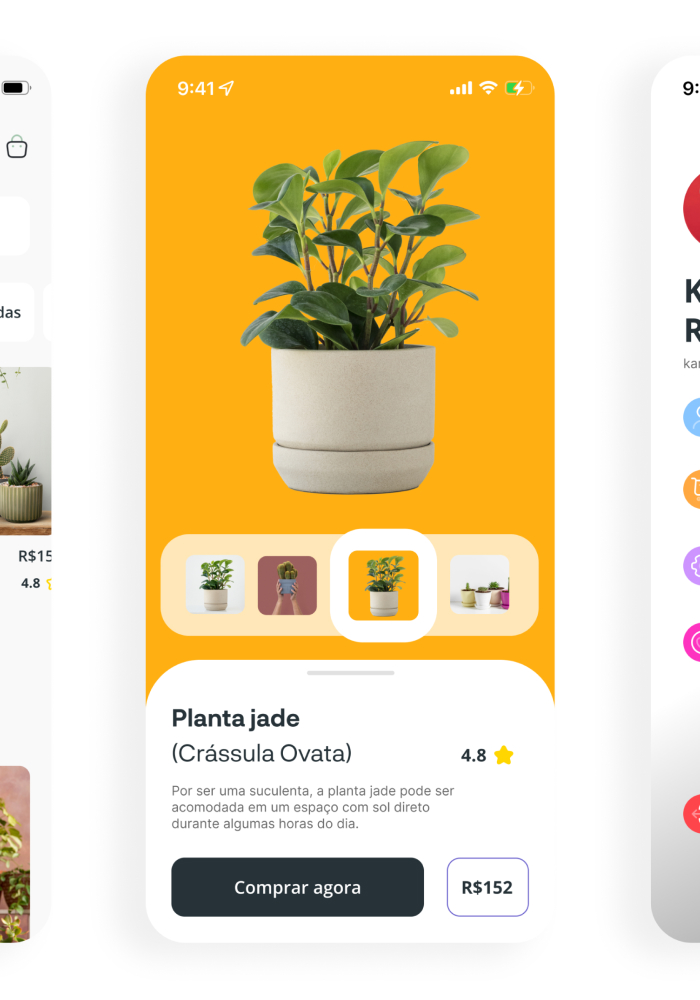 9:41
das
R$15
4.8
Planta jade
(Crássula Ovata)
4.8
Por ser uma suculenta, a planta jade pode ser
acomodada em um espaço com sol direto
durante algumas horas do dia.
Comprar agora
R$152
9:
K
R
kar